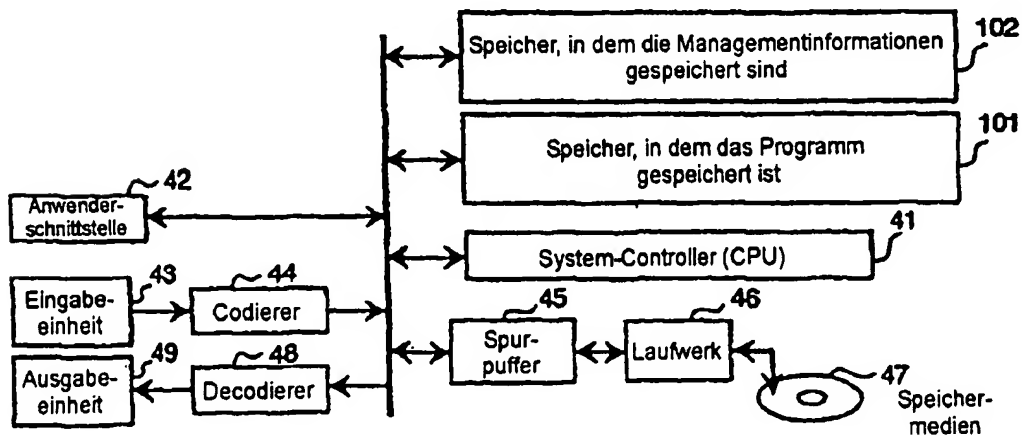 102
Speicher, in dem die Managementinformationen
gespeichert sind
101
Speicher, in dem das Programm
gespeichert ist
42
Anwender-
schnittstelle
41
System-Controller (CPU)
43
Eingabe-
einheit
44
Codierer
45
Spur-
puffer
46
Laufwerk
49
Ausgabe-
einheit
48
Decodierer
47
Speicher-
medien